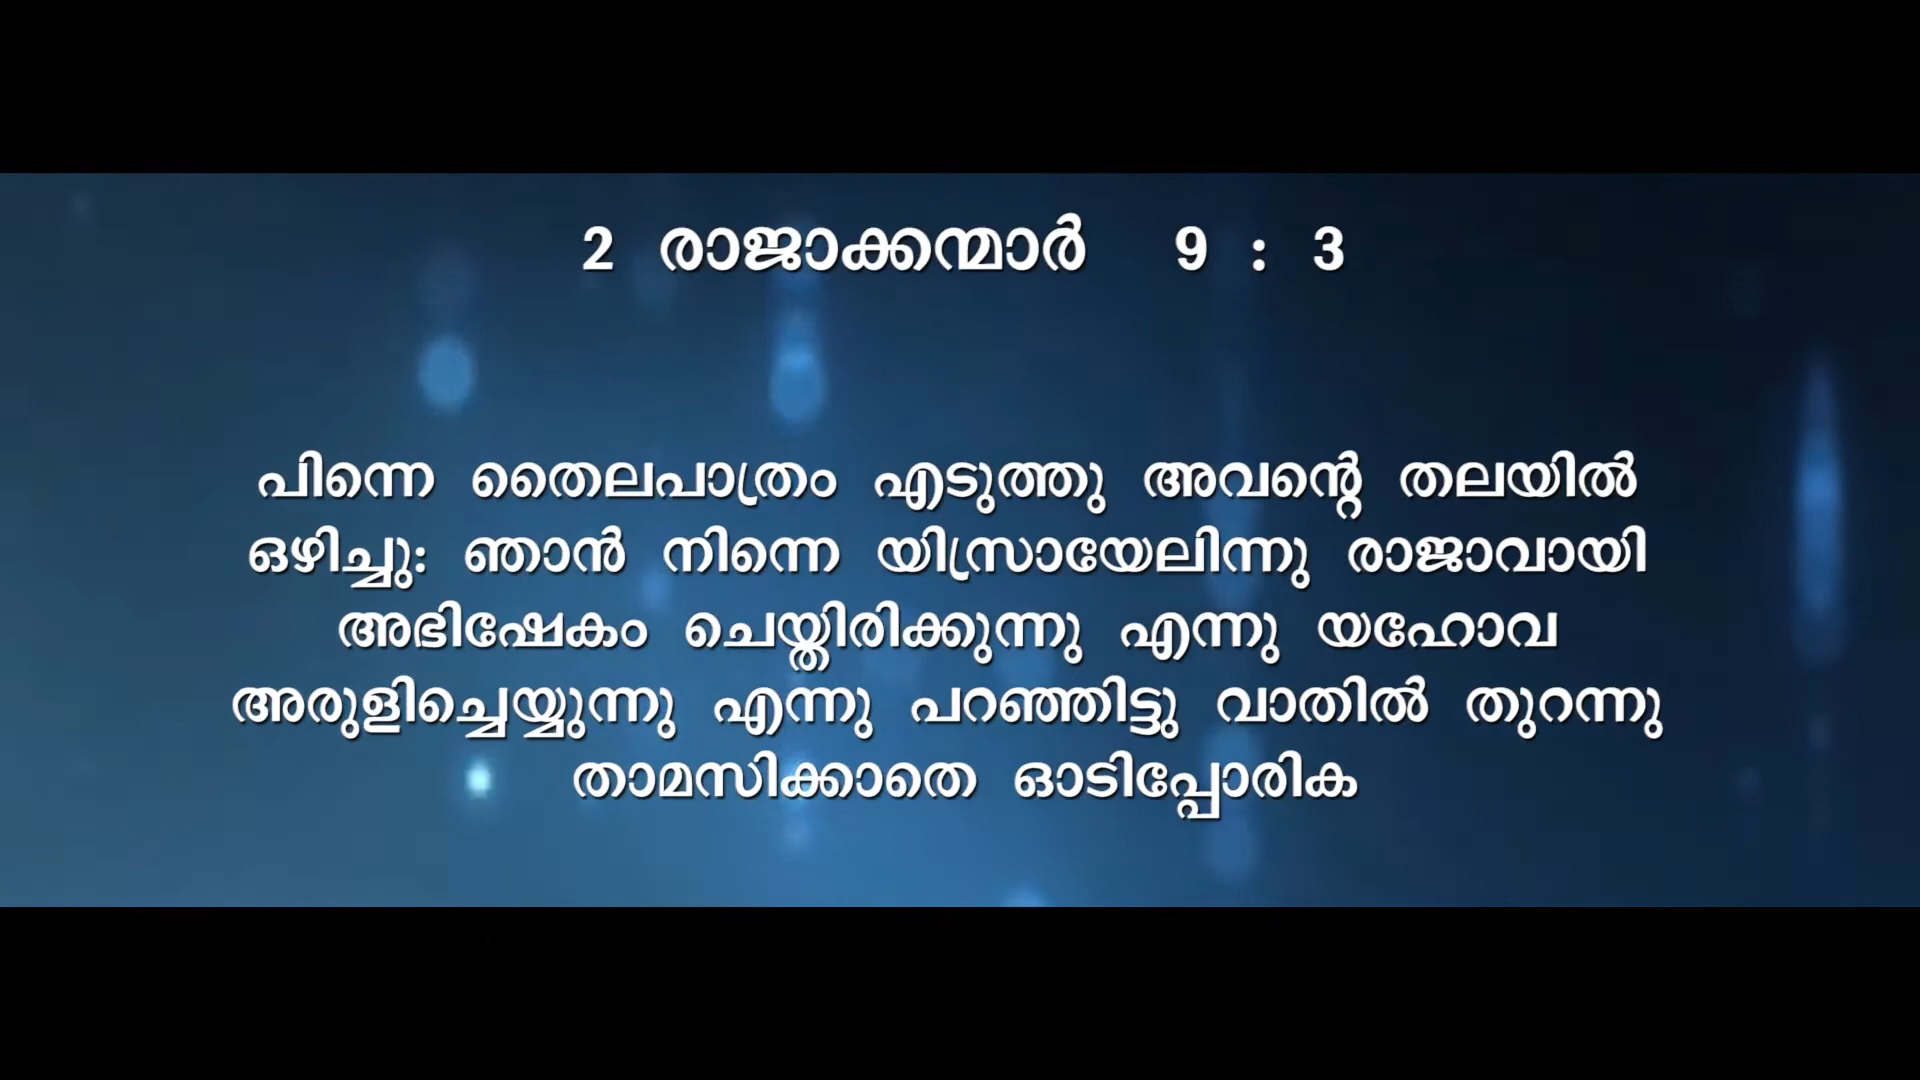 2 രാജാക്കന്മാർ 9 : 3
പിന്നെ തൈലപാത്രം എടുത്തു അവന്റെ തലയിൽ
ഒഴിച്ചു: ഞാൻ നിന്നെ യിസ്രായേലിന്നു രാജാവായി
അഭിഷേകം ചെയ്തിരിക്കുന്നു എന്നു യഹോവ
അരുളിച്ചെയ്യുന്നു എന്നു പറഞ്ഞിട്ടു വാതിൽ തുറന്നു
താമസിക്കാതെ ഓടിപ്പോരിക